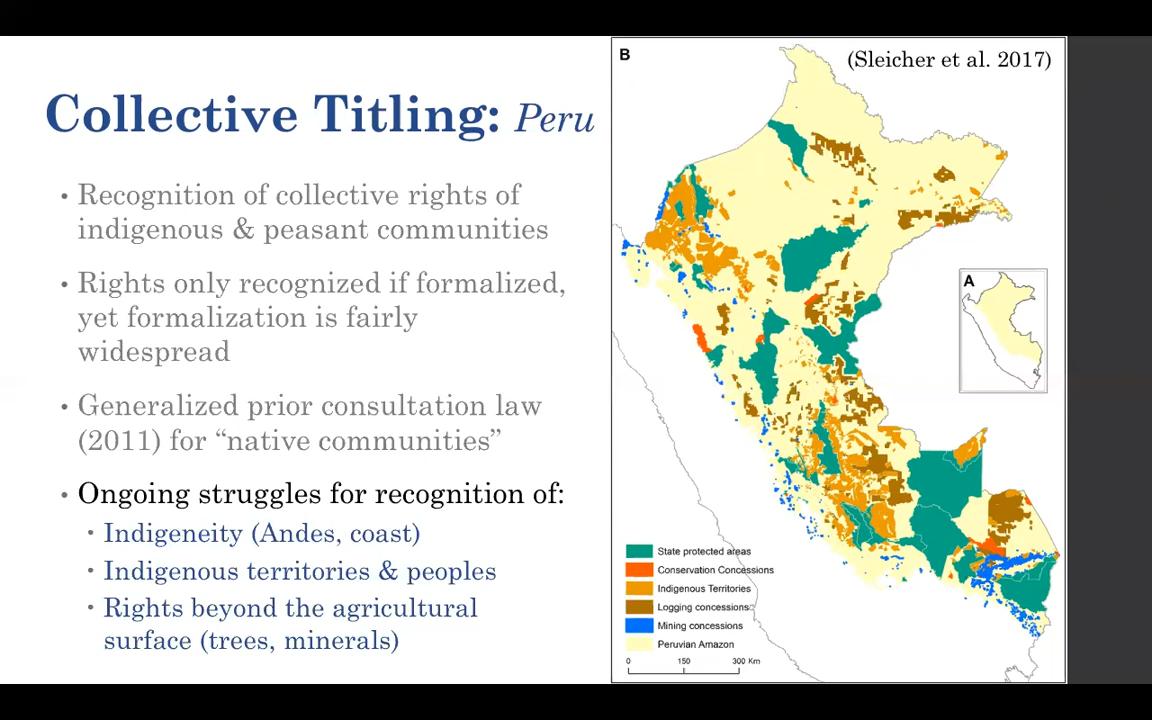 Collective Titling: Peru
• Recognition of collective rights of
indigenous & peasant communities
• Rights only recognized if formalized,
yet formalization is fairly
widespread
• Generalized prior consultation law
(2011) for “native communities”
• Ongoing struggles for recognition of:
• Indigeneity (Andes, coast)
• Indigenous territories & peoples
• Rights beyond the agricultural
surface (trees, minerals)
B
(Sleicher et al. 2017)
A
State protected areas
Conservation Concessions
Indigenous Territories
Logging concessions
Mining concessions
Peruvian Amazon
0 150 300 Km